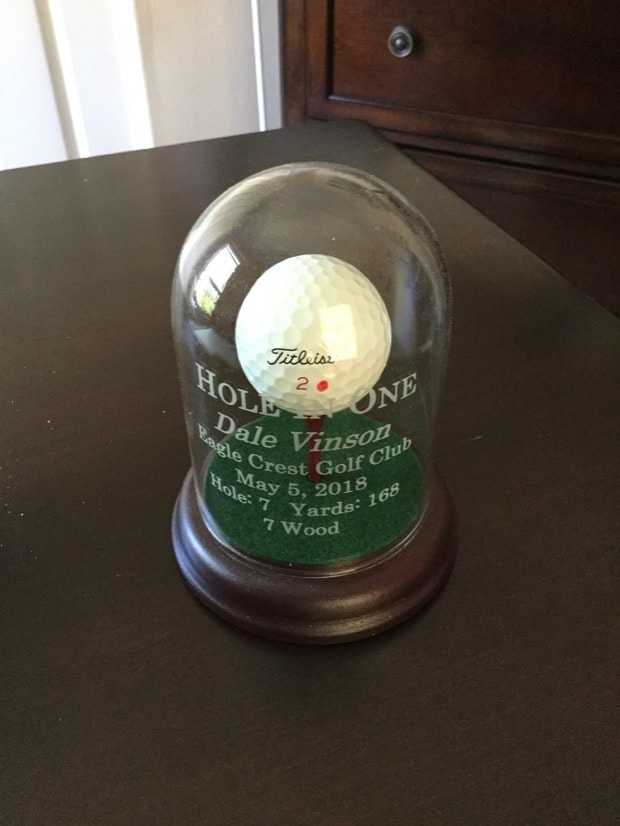 Titleist
2
HOLE IN ONE
Dale Vinson
Eagle Crest Golf Club
May 5, 2018
Hole: 7 Yards: 168
7 Wood